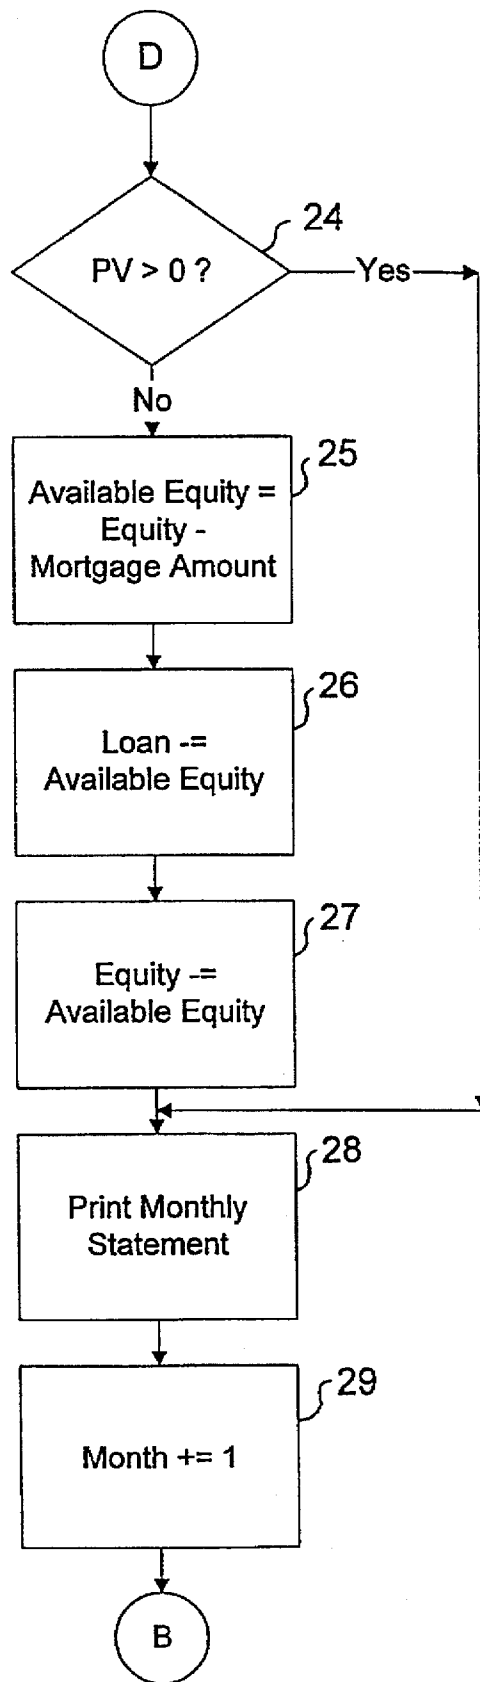 D
24
PV > 0 ?
Yes
No
25
Available Equity =
Equity -
Mortgage Amount
26
Loan -=
Available Equity
27
Equity -=
Available Equity
28
Print Monthly
Statement
29
Month += 1
B